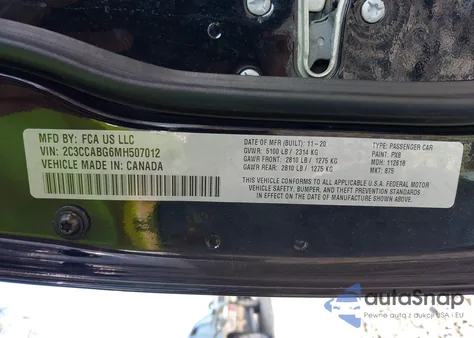 MFD BY: FCA US LLC
VIN: 2C3CCABG6MH507012
VEHICLE MADE IN: CANADA
DATE OF MFR (BUILT): 11-20
GVWR: 5100 LB / 2314 KG
GAWR FRONT: 2810 LB / 1275 KG
GAWR REAR: 2810 LB / 1275 KG
TYPE: PASSENGER CAR
PAINT: PX8
MDH: 112618
MKT: 875
THIS VEHICLE CONFORMS TO ALL APPLICABLE U.S. FEDERAL MOTOR
VEHICLE SAFETY, BUMPER, AND THEFT PREVENTION STANDARDS
IN EFFECT ON THE DATE OF MANUFACTURE SHOWN ABOVE.
autoSnap
Pewne auta z aukcji USA i EU